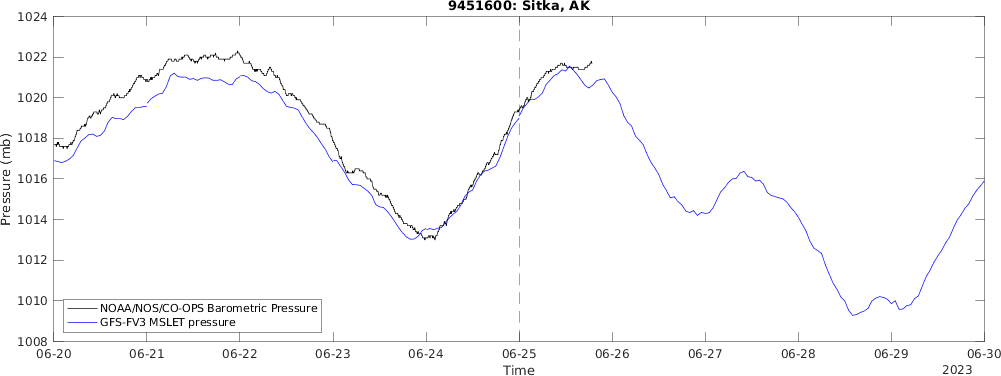 9451600: Sitka, AK
1024
1022
1020
1018
1016
1014
1012
1010
1008
Pressure (mb)
NOAA/NOS/CO-OPS Barometric Pressure
GFS-FV3 MSLET pressure
06-20 06-21 06-22 06-23 06-24 06-25 06-26 06-27 06-28 06-29 06-30
Time
2023